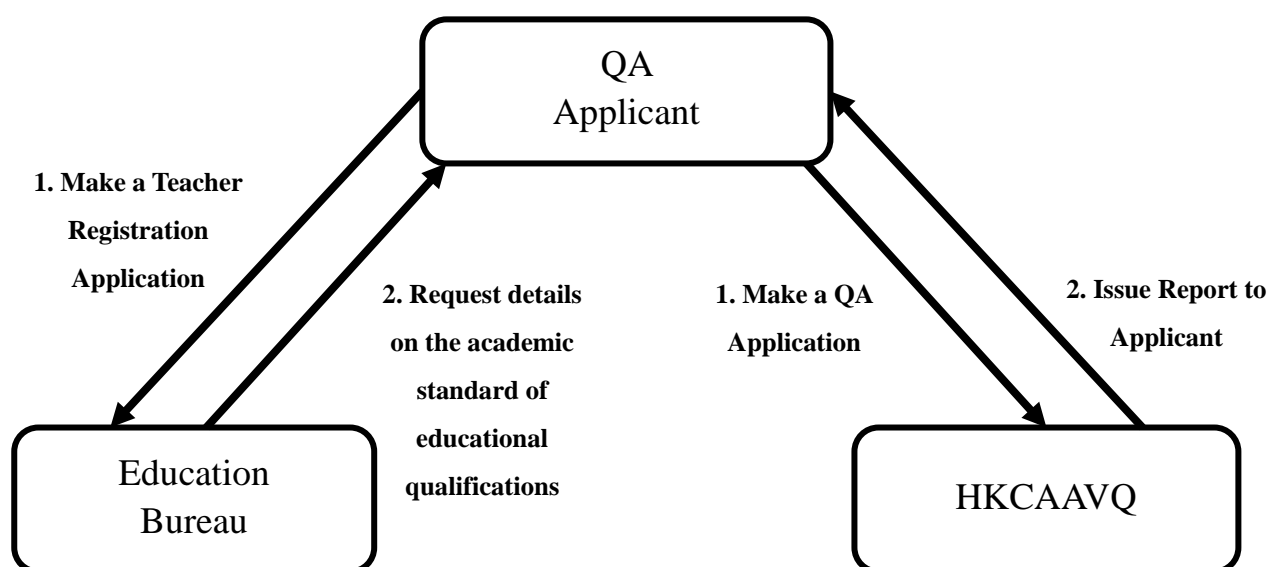 QA
Applicant
1. Make a Teacher
Registration
Application
2. Request details
on the academic
standard of
educational
qualifications
1. Make a QA
Application
2. Issue Report to
Applicant
Education
Bureau
HKCAAVQ